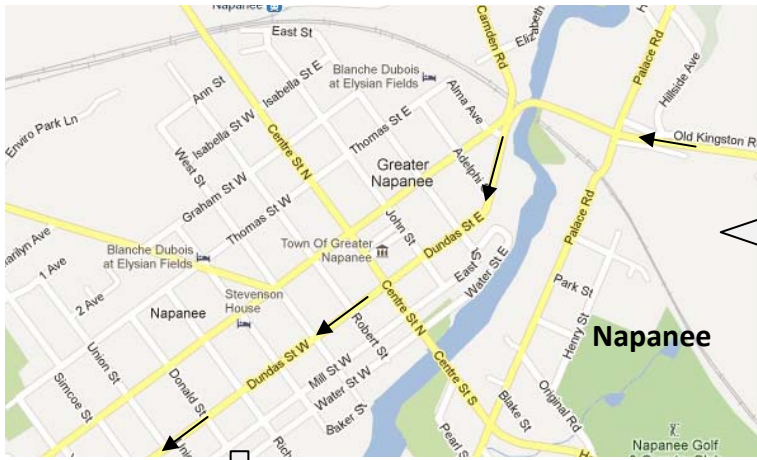 Napanee
East St
Elizabeth
Camden Rd
Palace Rd
Hillside Ave
Blanche Dubois
at Elysian Fields
Ann St
Isabella St E
Alma Ave
Enviro Park Ln
Isabella St W
Centre St N
Thomas St E
Old Kingston R
West St
Greater
Napanee
Adelphi
Graham St W
Thomas St W
John St
Palace Rd
Dundas St E
Marilyn Ave
1 Ave
Blanche Dubois
at Elysian Fields
Town Of Greater
Napanee
East S
Water St E
2 Ave
Stevenson
House
Park St
Napanee
Robert St
Centre St N
Henry St
Napanee
Union St
Dundas St W
Mill St W
Simcoe St
Donald St
Water St W
Centre St S
Original Rd
Blake St
Baker St
Pearl S
Napanee Golf